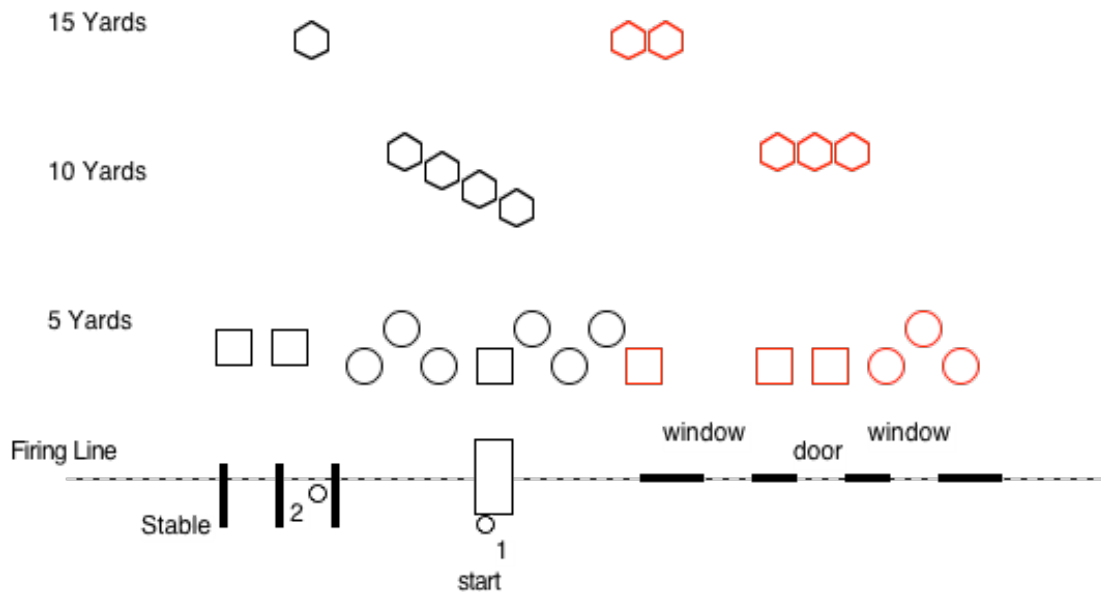 15 Yards
10 Yards
5 Yards
window
window
door
Firing Line
2
Stable
1
start